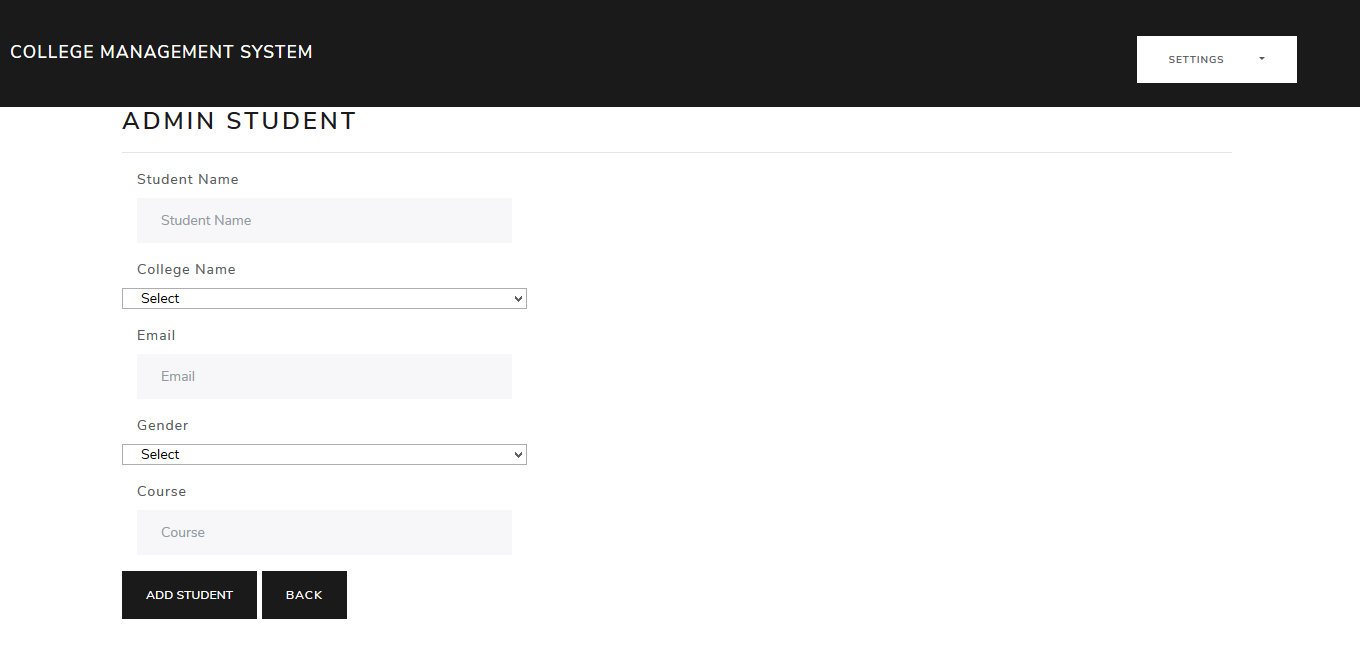 COLLEGE MANAGEMENT SYSTEM
SETTINGS
ADMIN STUDENT
Student Name
Student Name
College Name
Select
Email
Email
Gender
Select
Course
Course
ADD STUDENT BACK